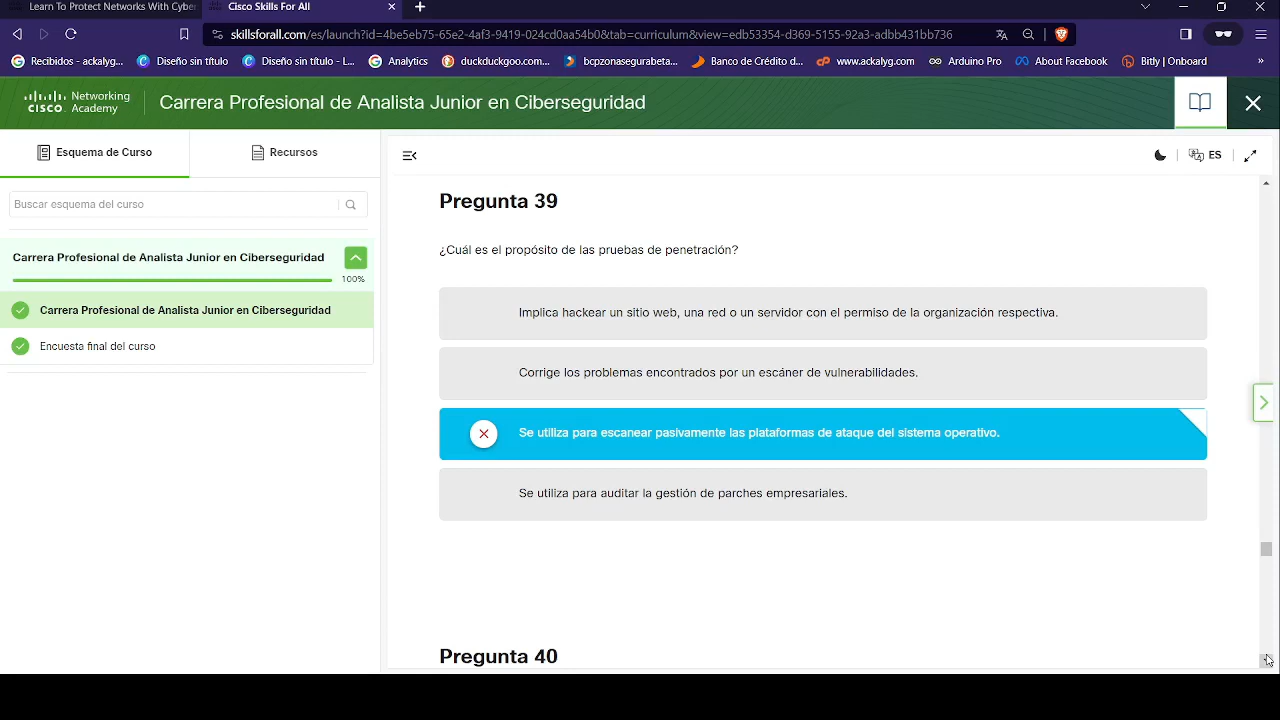 Learn To Protect Networks With Cyber
Cisco Skills For All
skillsforall.com/es/launch?id=4be5eb75-65e2-4af3-9419-024cd0aa54b0&tab=curriculum&view=edb53354-d369-5155-92a3-adbb431bb736
Recibidos - ackalyg...
Diseño sin título
Diseño sin título - L...
Analytics
duckduckgoo.com...
bcpzonasegurabeta...
Banco de Crédito d...
www.ackalyg.com
Arduino Pro
About Facebook
Bitly | Onboard
»
cisco Networking Academy
Carrera Profesional de Analista Junior en Ciberseguridad
Esquema de Curso
Recursos
ES
Buscar esquema del curso
Carrera Profesional de Analista Junior en Ciberseguridad
100%
Carrera Profesional de Analista Junior en Ciberseguridad
Encuesta final del curso
Pregunta 39
¿Cuál es el propósito de las pruebas de penetración?
Implica hackear un sitio web, una red o un servidor con el permiso de la organización respectiva.
Corrige los problemas encontrados por un escáner de vulnerabilidades.
Se utiliza para escanear pasivamente las plataformas de ataque del sistema operativo.
Se utiliza para auditar la gestión de parches empresariales.
Pregunta 40